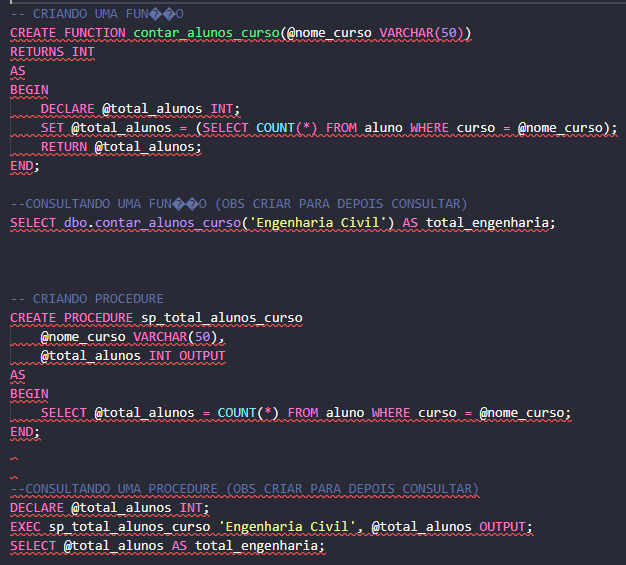 -- CRIANDO UMA FUN��O
CREATE FUNCTION contar_alunos_curso(@nome_curso VARCHAR(50))
RETURNS INT
AS
BEGIN
    DECLARE @total_alunos INT;
    SET @total_alunos = (SELECT COUNT(*) FROM aluno WHERE curso = @nome_curso);
    RETURN @total_alunos;
END;
--CONSULTANDO UMA FUN��O (OBS CRIAR PARA DEPOIS CONSULTAR)
SELECT dbo.contar_alunos_curso('Engenharia Civil') AS total_engenharia;
-- CRIANDO PROCEDURE
CREATE PROCEDURE sp_total_alunos_curso
    @nome_curso VARCHAR(50),
    @total_alunos INT OUTPUT
AS
BEGIN
    SELECT @total_alunos = COUNT(*) FROM aluno WHERE curso = @nome_curso;
END;
--CONSULTANDO UMA PROCEDURE (OBS CRIAR PARA DEPOIS CONSULTAR)
DECLARE @total_alunos INT;
EXEC sp_total_alunos_curso 'Engenharia Civil', @total_alunos OUTPUT;
SELECT @total_alunos AS total_engenharia;